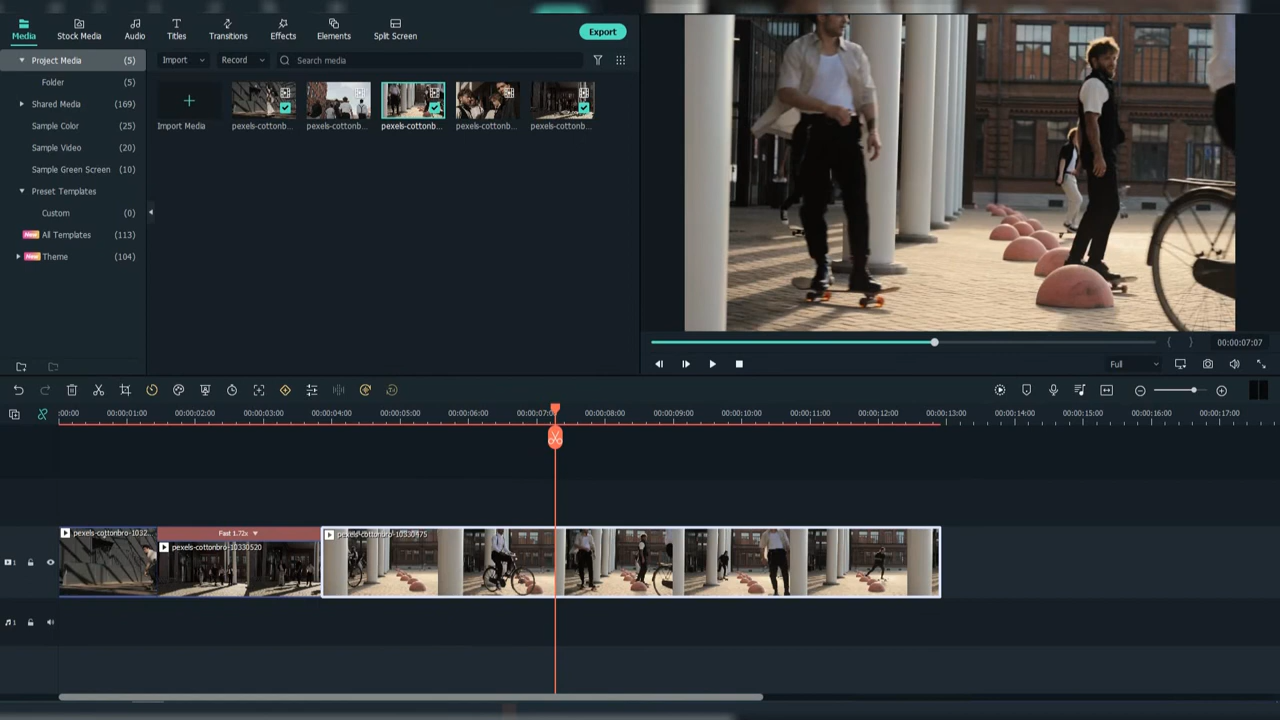 Media
Stock Media
Audio
Titles
Transitions
Effects
Elements
Split Screen
Export
Project Media (5)
Folder (5)
Shared Media (169)
Sample Color (25)
Sample Video (20)
Sample Green Screen (10)
Preset Templates
Custom (0)
New All Templates (113)
New Theme (104)
Import
Record
Search media
Import Media
pexels-cottonb...
pexels-cottonb...
pexels-cottonb...
pexels-cottonb...
pexels-cottonb...
00:00:07:07
Full
:00:00 00:00:01:00 00:00:02:00 00:00:03:00 00:00:04:00 00:00:05:00 00:00:06:00 00:00:07:0 00:00:08:00 00:00:09:00 00:00:10:00 00:00:11:00 00:00:12:00 00:00:13:00 00:00:14:00 00:00:15:00 00:00:16:00 00:00:17:00
pexels-cottonbro-1032...
Fast 1.72x
pexels-cottonbro-10330520
pexels-cottonbro-10330475
1
1